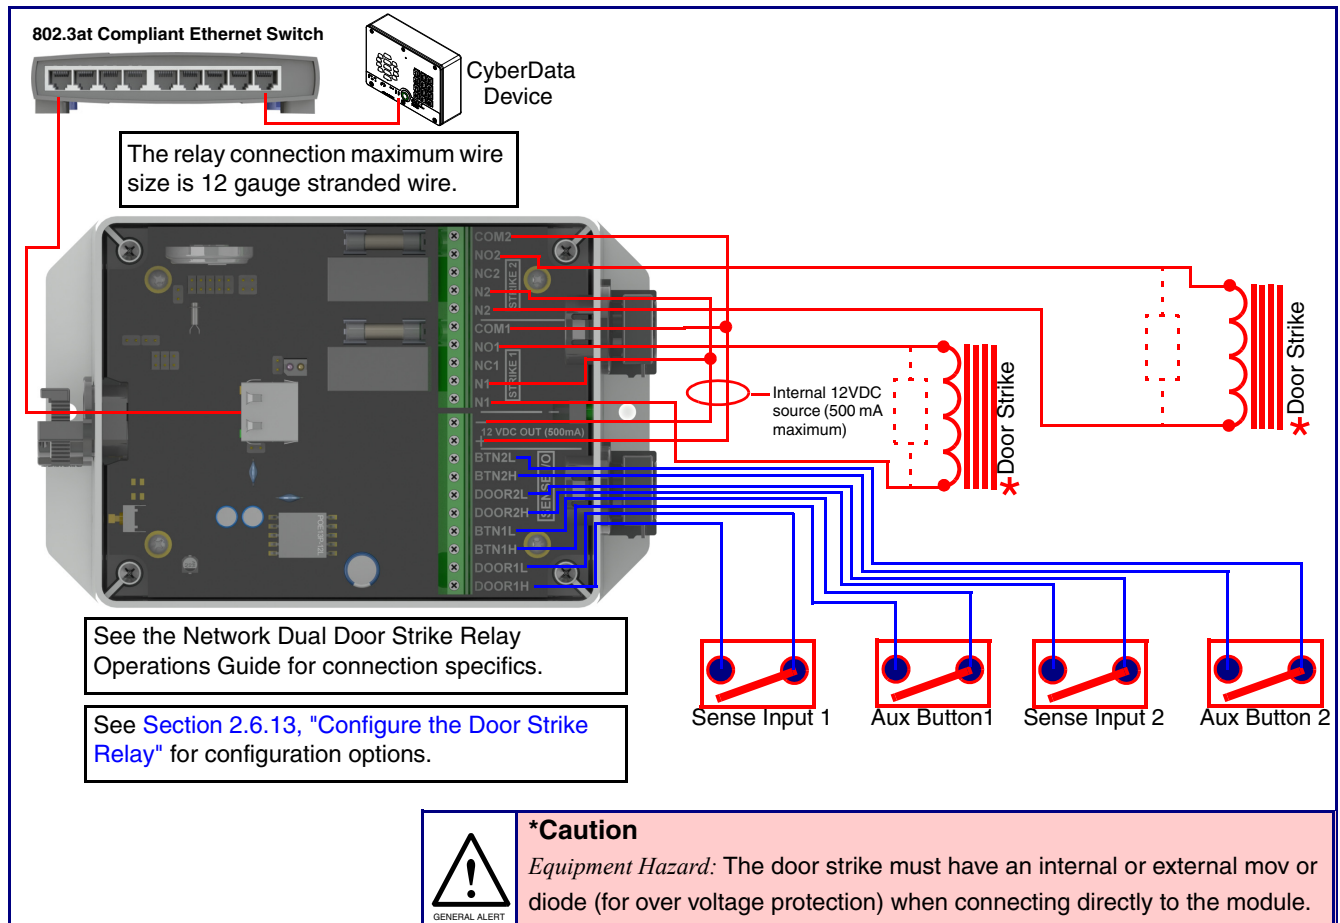 802.3at Compliant Ethernet Switch
CyberData
Device
The relay connection maximum wire
size is 12 gauge stranded wire.
COM2
NO2
NC2
N2
N2
STRIKE 2
COM1
NO1
NC1
N1
N1
STRIKE 1
12 VDC OUT (500mA)
BTN2L
BTN2H
DOOR2L
DOOR2H
BTN1L
BTN1H
DOOR1L
DOOR1H
Internal 12VDC
source (500 mA
maximum)
*Door Strike
*Door Strike
Sense Input 1
Aux Button1
Sense Input 2
Aux Button 2
See the Network Dual Door Strike Relay
Operations Guide for connection specifics.
See Section 2.6.13, "Configure the Door Strike
Relay" for configuration options.
GENERAL ALERT
*Caution
Equipment Hazard: The door strike must have an internal or external mov or
diode (for over voltage protection) when connecting directly to the module.